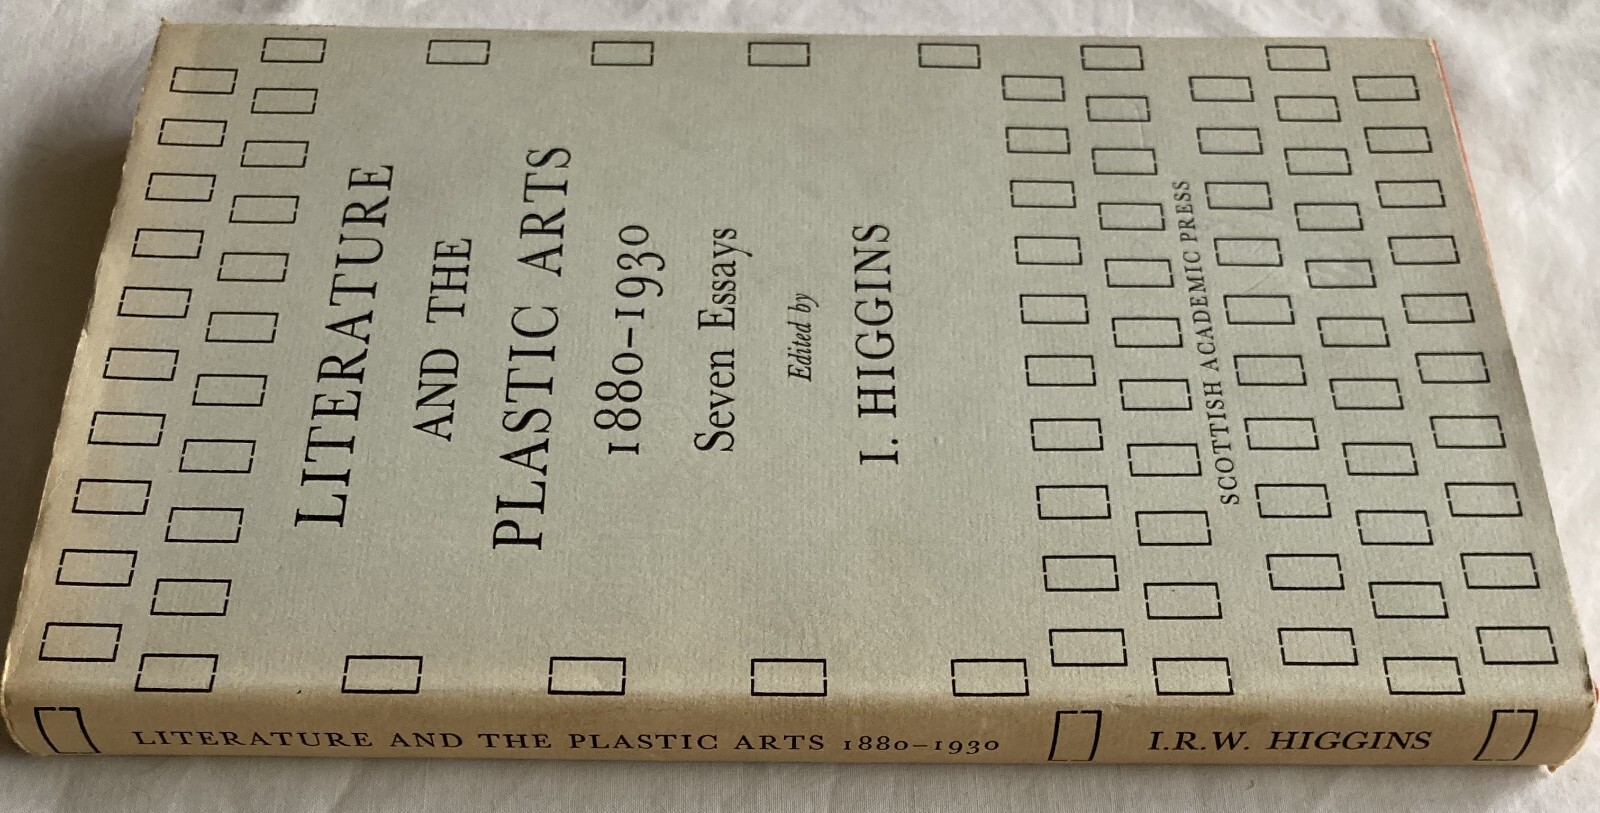 LITERATURE
AND THE
PLASTIC ARTS
1880–1930
Seven Essays
Edited by
I. HIGGINS
SCOTTISH ACADEMIC PRESS
LITERATURE AND THE PLASTIC ARTS 1880–1930
I.R.W. HIGGINS